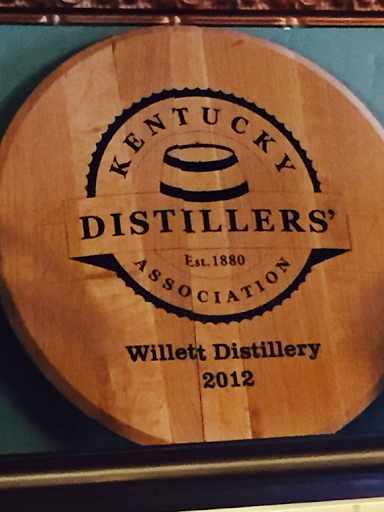 KENTUCKY
DISTILLERS'
Est. 1880
ASSOCIATION
Willett Distillery
2012